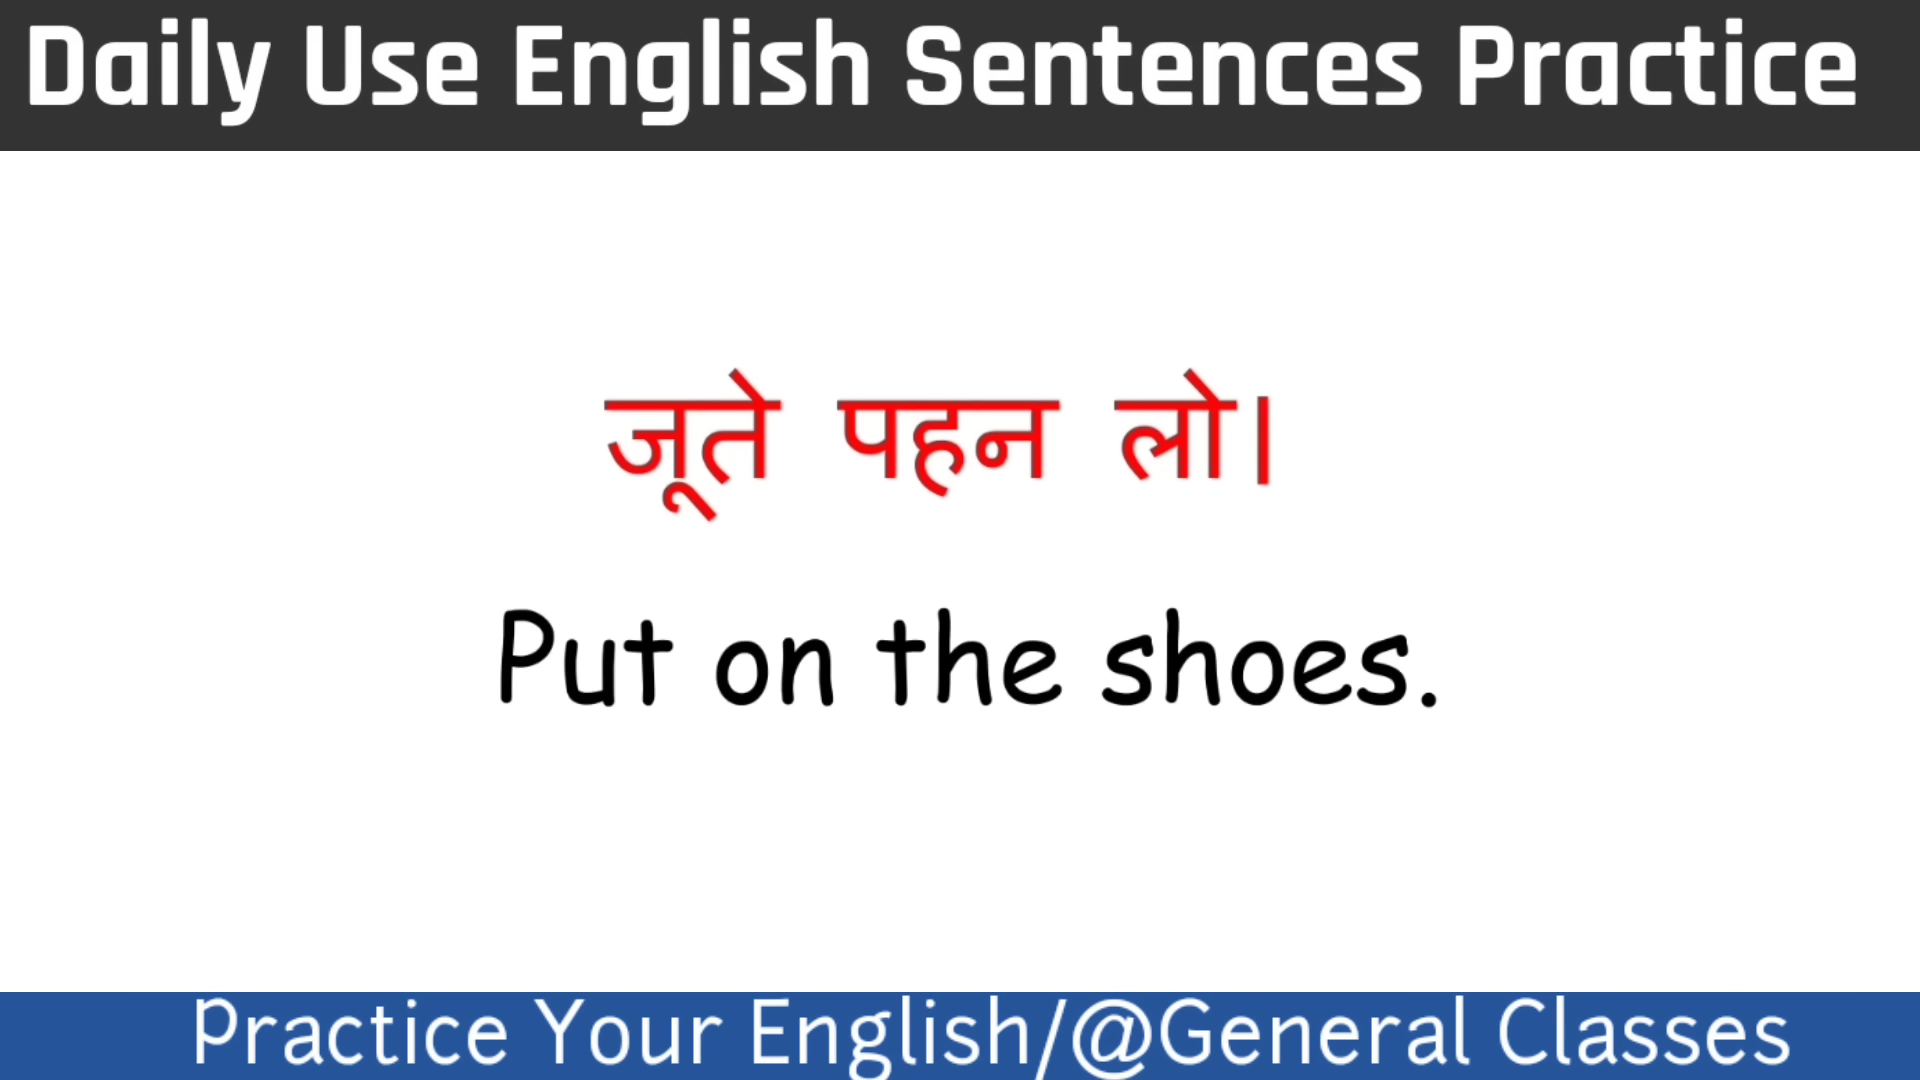 Daily Use English Sentences Practice
जूते पहन लो।
Put on the shoes.
Practice Your English/@General Classes